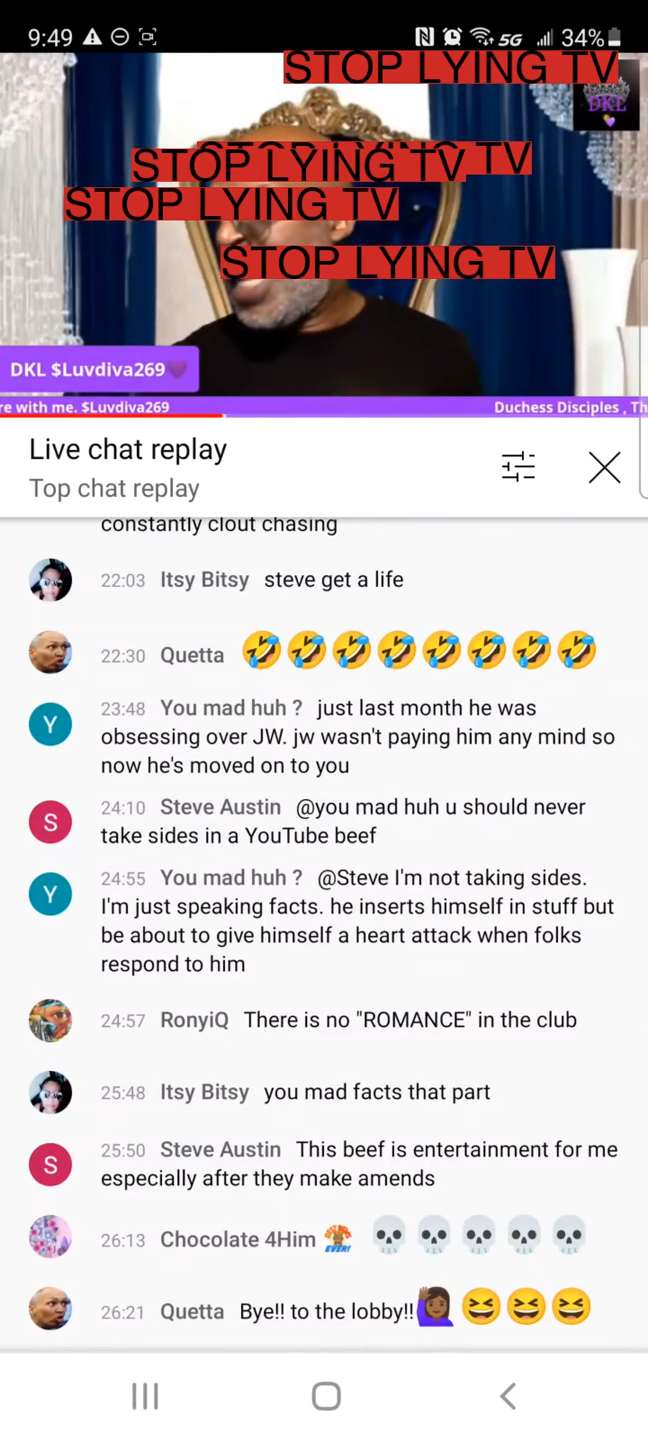 9:49
5G
34%
STOP LYING TV
DKL
STOP LYING TV
STOP LYING TV
STOP LYING TV
STOP LYING TV
DKL $Luvdiva269💜
re with me. $Luvdiva269 Duchess Disciples , Th
Live chat replay
Top chat replay
constantly clout chasing
22:03 Itsy Bitsy steve get a life
22:30 Quetta 🤣🤣🤣🤣🤣🤣🤣🤣
Y
23:48 You mad huh ? just last month he was
obsessing over JW. jw wasn't paying him any mind so
now he's moved on to you
S
24:10 Steve Austin @you mad huh u should never
take sides in a YouTube beef
Y
24:55 You mad huh ? @Steve I'm not taking sides.
I'm just speaking facts. he inserts himself in stuff but
be about to give himself a heart attack when folks
respond to him
24:57 RonyiQ There is no "ROMANCE" in the club
25:48 Itsy Bitsy you mad facts that part
S
25:50 Steve Austin This beef is entertainment for me
especially after they make amends
26:13 Chocolate 4Him EVER! 💀💀💀💀💀
26:21 Quetta Bye!! to the lobby!!🙋🏾‍♀️😆😆😆